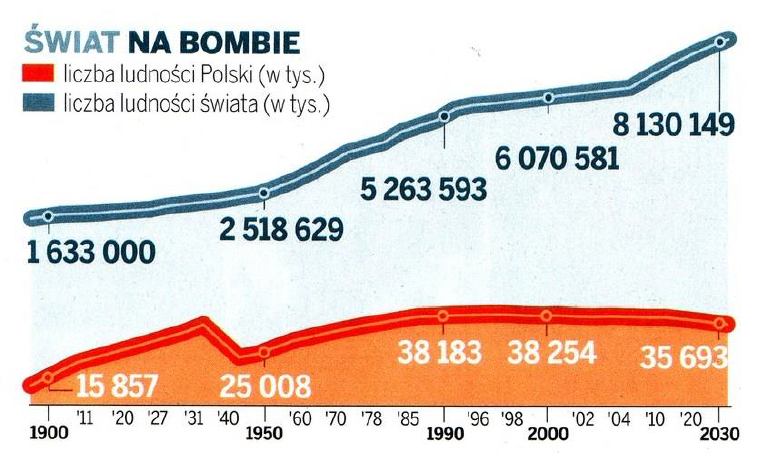 ŚWIAT NA BOMBIE
liczba ludności Polski (w tys.)
liczba ludności świata (w tys.)
8 130 149
6 070 581
5 263 593
2 518 629
1 633 000
38 183 38 254 35 693
15 857 25 008
'11 '20 '27 '31 '40 '60 '70 '78 '85 '96 '98 '02 '04 '10 '20
1900 1950 1990 2000 2030